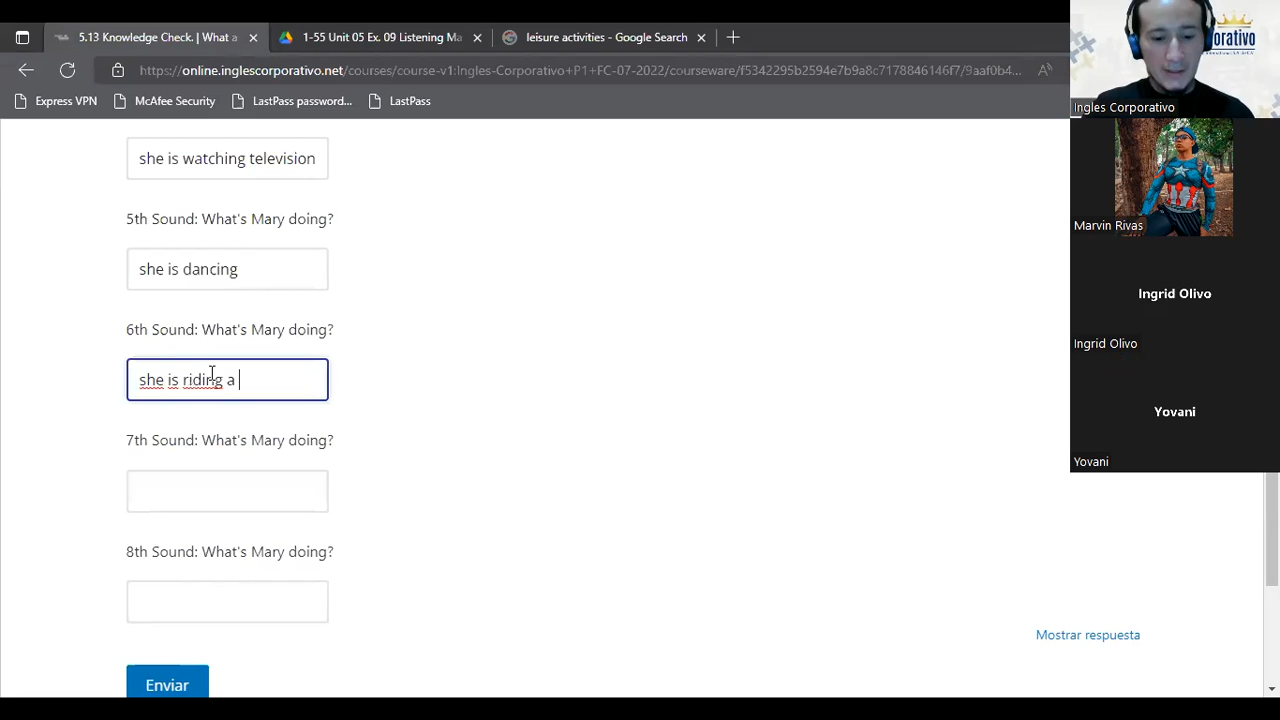 5.13 Knowledge Check. | What a
1-55 Unit 05 Ex. 09 Listening Ma
leisure activities - Google Search
https://online.inglescorporativo.net/courses/course-v1:Ingles-Corporativo+P1+FC-07-2022/courseware/f5342295b2594e7b9a8c7178846146f7/9aaf0b4...
Express VPN
McAfee Security
LastPass password...
LastPass
she is watching television
5th Sound: What's Mary doing?
she is dancing
6th Sound: What's Mary doing?
she is riding a
7th Sound: What's Mary doing?
8th Sound: What's Mary doing?
Mostrar respuesta
Enviar
orativo
Ingles Corporativo
Marvin Rivas
Ingrid Olivo
Ingrid Olivo
Yovani
Yovani